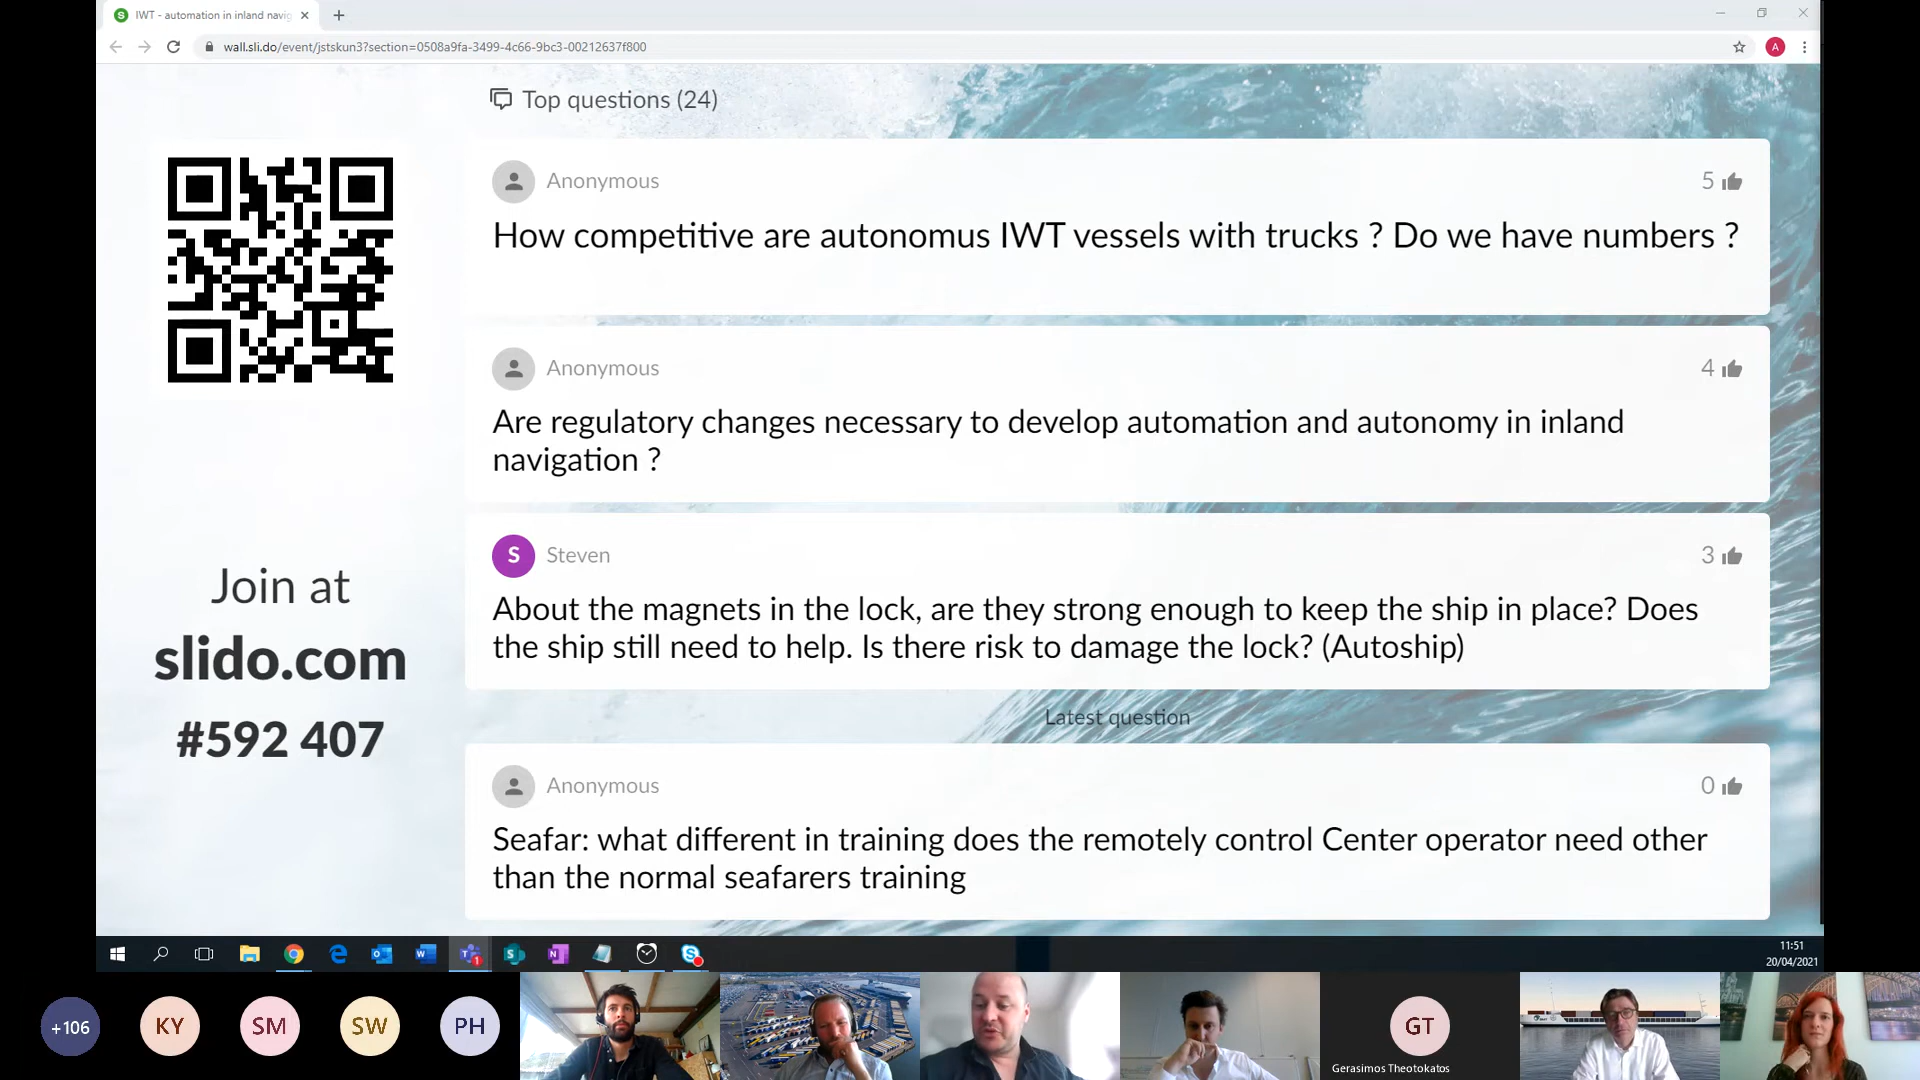 IWT - automation in inland navig
wall.sli.do/event/jstskun3?section=0508a9fa-3499-4c66-9bc3-00212637f800
A
Top questions (24)
Anonymous
5
How competitive are autonomus IWT vessels with trucks ? Do we have numbers ?
Anonymous
4
Are regulatory changes necessary to develop automation and autonomy in inland
navigation ?
S
Steven
3
About the magnets in the lock, are they strong enough to keep the ship in place? Does
the ship still need to help. Is there risk to damage the lock? (Autoship)
Join at
slido.com
#592 407
Latest question
Anonymous
0
Seafar: what different in training does the remotely control Center operator need other
than the normal seafarers training
11:51
20/04/2021
+106
KY
SM
SW
PH
GT
Gerasimos Theotokatos